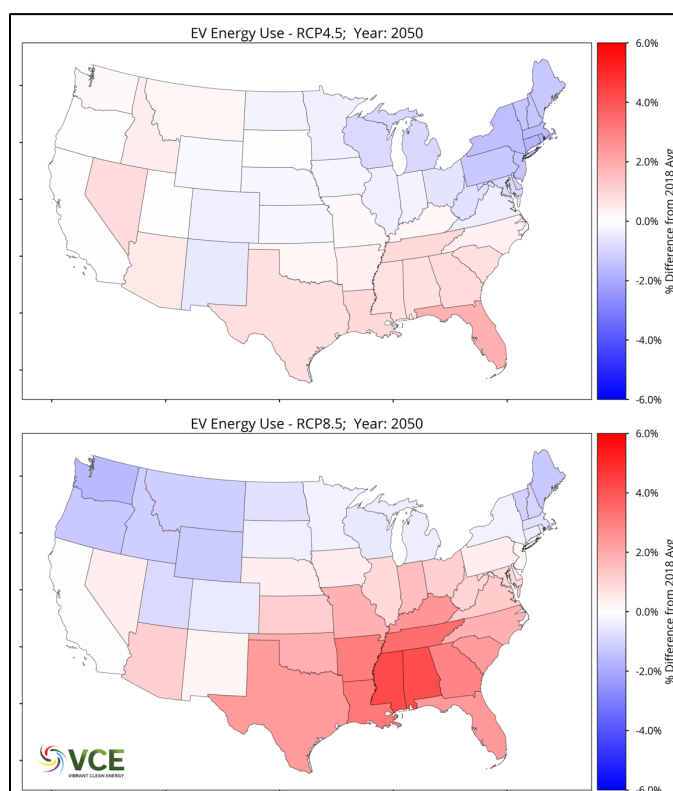 EV Energy Use - RCP4.5;  Year: 2050
6.0%
4.0%
2.0%
0.0%
-2.0%
-4.0%
-6.0%
% Difference from 2018 Avg
EV Energy Use - RCP8.5;  Year: 2050
6.0%
4.0%
2.0%
0.0%
-2.0%
-4.0%
-6.0%
% Difference from 2018 Avg
VCE
VIBRANT CLEAN ENERGY